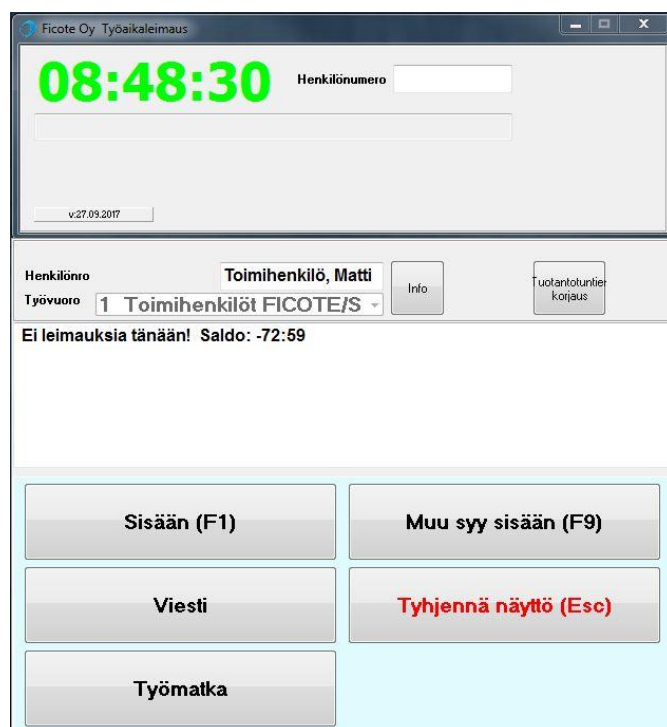 Ficote Oy Työaikaleimaus
08:48:30
Henkilönumero
v:27.09.2017
Henkilönro
Toimihenkilö, Matti
Info
Tuotantotuntier
korjaus
Työvuoro
1 Toimihenkilöt FICOTE/S
Ei leimauksia tänään! Saldo: -72:59
Sisään (F1)
Muu syy sisään (F9)
Viesti
Tyhjennä näyttö (Esc)
Työmatka